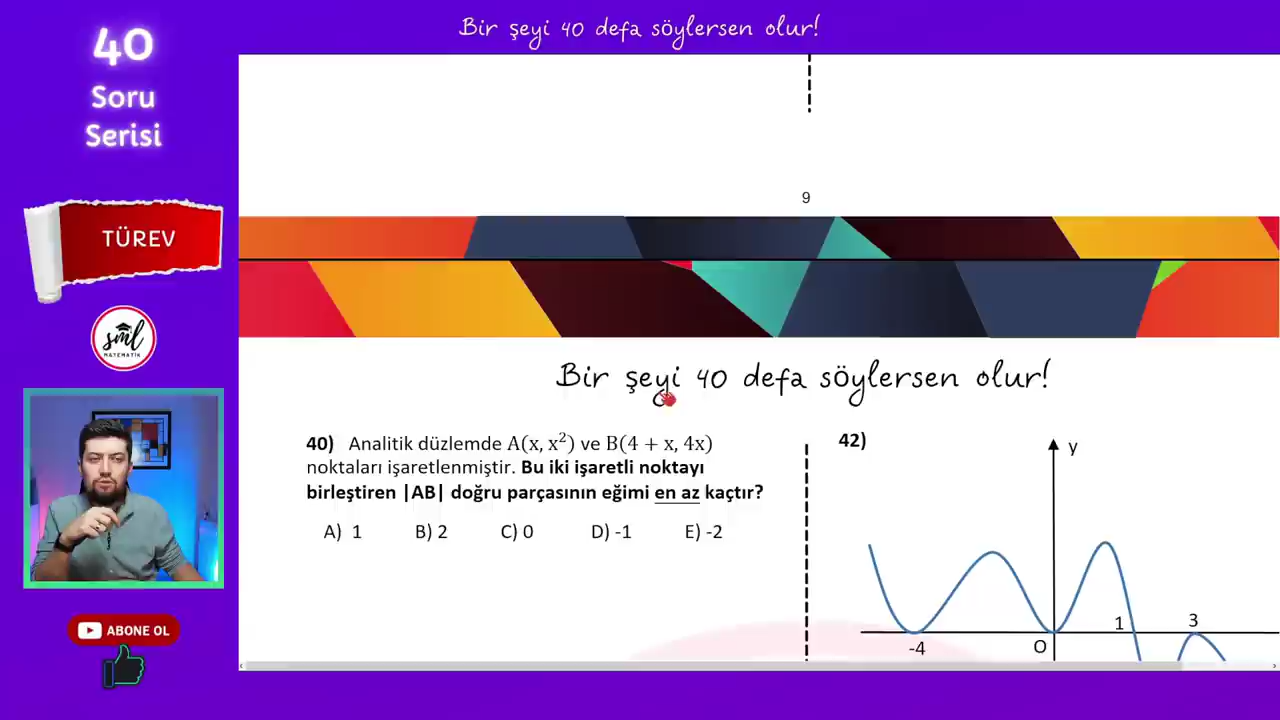 Bir şeyi 40 defa söylersen olur!
40
Soru
Serisi
TÜREV
sml
MATEMATİK
ABONE OL
9
Bir şeyi 40 defa söylersen olur!
40) Analitik düzlemde A(x, x²) ve B(4 + x, 4x)
noktaları işaretlenmiştir. Bu iki işaretli noktayı
birleştiren |AB| doğru parçasının eğimi en az kaçtır?
A) 1 B) 2 C) 0 D) -1 E) -2
42)
y
1
3
-4
O